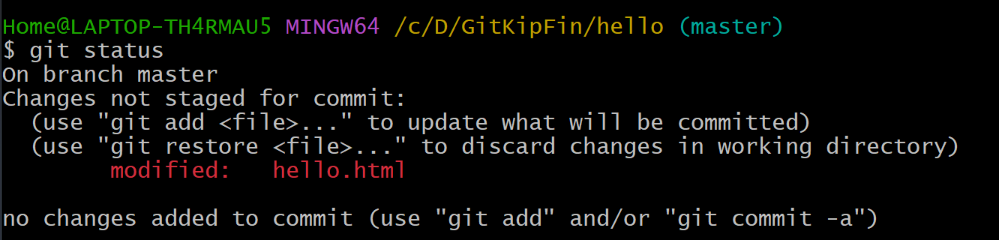 Home@LAPTOP-TH4RMAU5 MINGW64 /c/D/GitKipFin/hello (master)
$ git status
On branch master
Changes not staged for commit:
  (use "git add <file>..." to update what will be committed)
  (use "git restore <file>..." to discard changes in working directory)
        modified:   hello.html

no changes added to commit (use "git add" and/or "git commit -a")